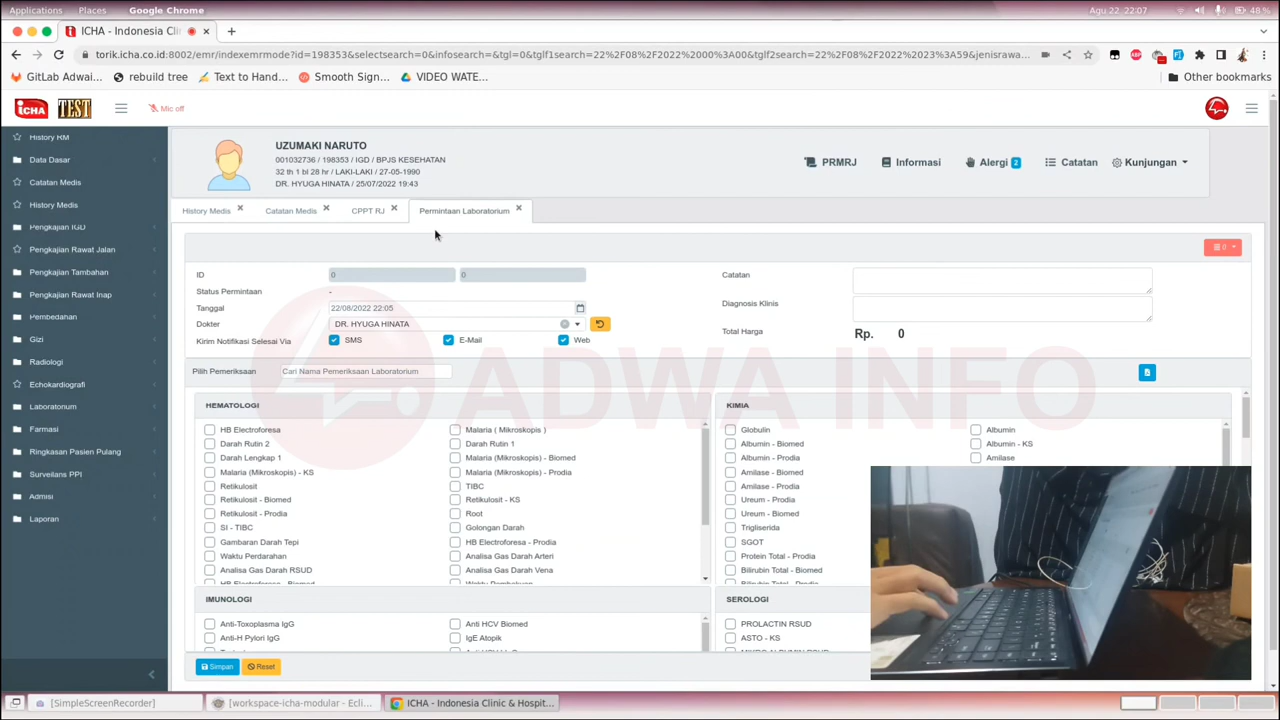 Applications Places Google Chrome Agu 22, 22:07 48 %
ICHA - Indonesia Clini
torik.icha.co.id:8002/emr/indexemrmode?id=198353&selectsearch=0&infosearch=&tgl=0&tglf1search=22%2F08%2F2022%2000%3A00&tglf2search=22%2F08%2F2022%2023%3A59&jenisrawa...
GitLab Adwai... rebuild tree Text to Hand... Smooth Sign... VIDEO WATE... Other bookmarks
iCHA TEST Mic off
History RM
Data Dasar
Catatan Medis
History Medis
Pengkajian IGD
Pengkajian Rawat Jalan
Pengkajian Tambahan
Pengkajian Rawat Inap
Pembedahan
Gizi
Radiologi
Echokardiografi
Laboratorium
Farmasi
Ringkasan Pasien Pulang
Surveilans PPI
Admisi
Laporan
UZUMAKI NARUTO
001032736 / 198353 / IGD / BPJS KESEHATAN
32 th 1 bl 28 hr / LAKI-LAKI / 27-05-1990
DR. HYUGA HINATA / 25/07/2022 19:43
PRMRJ Informasi Alergi 2 Catatan Kunjungan
History Medis Catatan Medis CPPT RJ Permintaan Laboratorium
0
ID 0 0 Catatan
Status Permintaan -
Tanggal 22/08/2022 22:05 Diagnosis Klinis
Dokter DR. HYUGA HINATA
Total Harga Rp. 0
Kirim Notifikasi Selesai Via SMS E-Mail Web
Pilih Pemeriksaan Cari Nama Pemeriksaan Laboratorium
ADWA INFO
HEMATOLOGI
HB Electroforesa Malaria ( Mikroskopis )
Darah Rutin 2 Darah Rutin 1
Darah Lengkap 1 Malaria (Mikroskopis) - Biomed
Malaria (Mikroskopis) - KS Malaria (Mikroskopis) - Prodia
Retikulosit TIBC
Retikulosit - Biomed Retikulosit - KS
Retikulosit - Prodia Root
SI - TIBC Golongan Darah
Gambaran Darah Tepi HB Electroforesa - Prodia
Waktu Perdarahan Analisa Gas Darah Arteri
Analisa Gas Darah RSUD Analisa Gas Darah Vena
HB Electroforesa - Biomed Waktu Pembekuan
KIMIA
Globulin Albumin
Albumin - Biomed Albumin - KS
Albumin - Prodia Amilase
Amilase - Biomed
Amilase - Prodia
Ureum - Prodia
Ureum - Biomed
Trigliserida
SGOT
Protein Total - Prodia
Bilirubin Total - Biomed
Bilirubin Total - Prodia
IMUNOLOGI
Anti-Toxoplasma IgG Anti HCV Biomed
Anti-H Pylori IgG IgE Atopik
SEROLOGI
PROLACTIN RSUD
ASTO - KS
MIKRO ALBUMIN RSUD
Simpan Reset
[SimpleScreenRecorder] [workspace-icha-modular - Ecli... ICHA - Indonesia Clinic & Hospit...